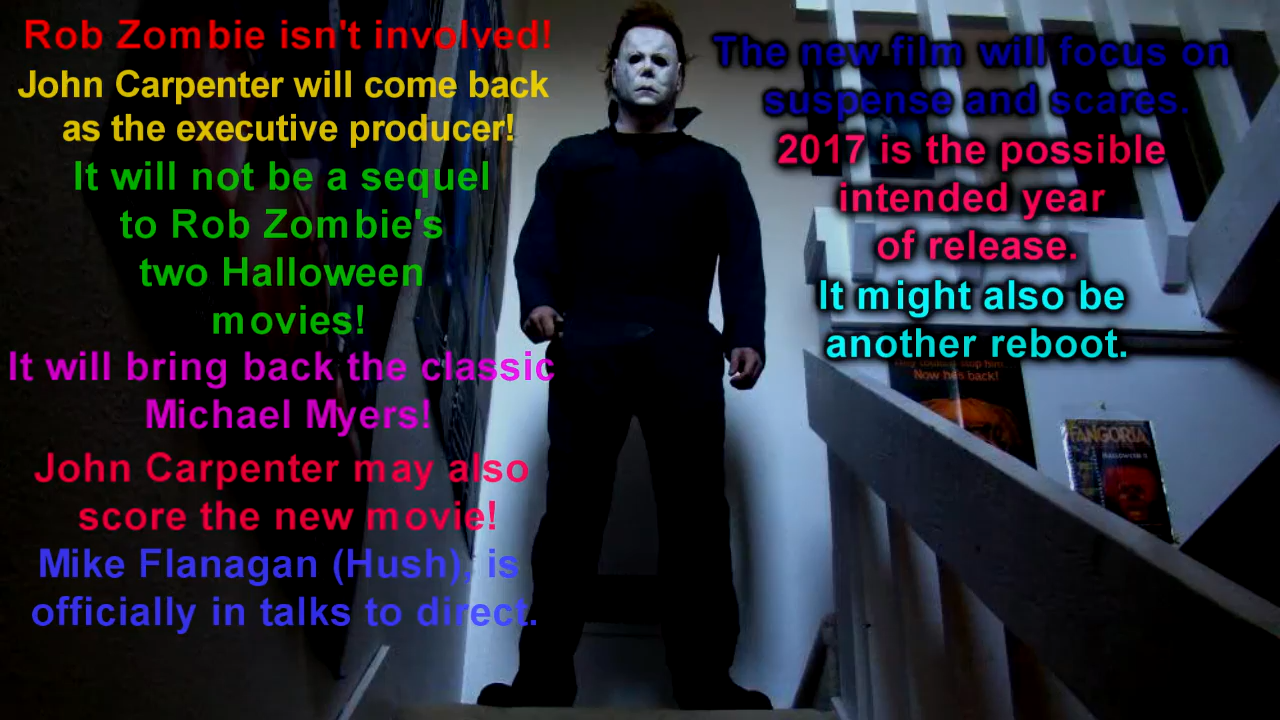 Rob Zombie isn't involved!
John Carpenter will come back
as the executive producer!
It will not be a sequel
to Rob Zombie's
two Halloween
movies!
It will bring back the classic
Michael Myers!
John Carpenter may also
score the new movie!
Mike Flanagan (Hush), is
officially in talks to direct.
The new film will focus on
suspense and scares.
2017 is the possible
intended year
of release.
It might also be
another reboot.
Now he's back!
FANGORIA